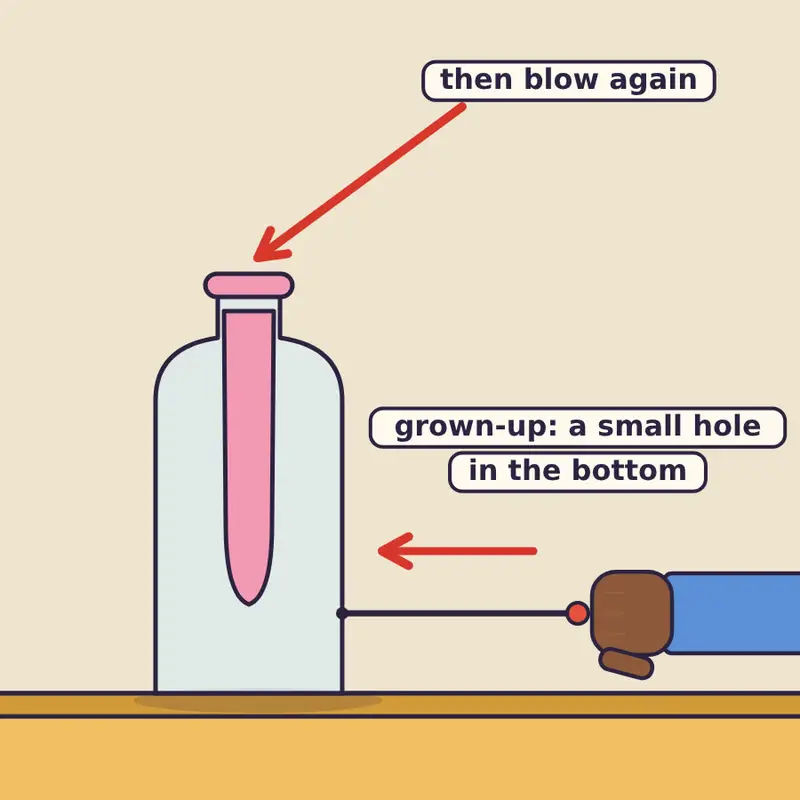 then blow again
grown-up: a small hole
in the bottom